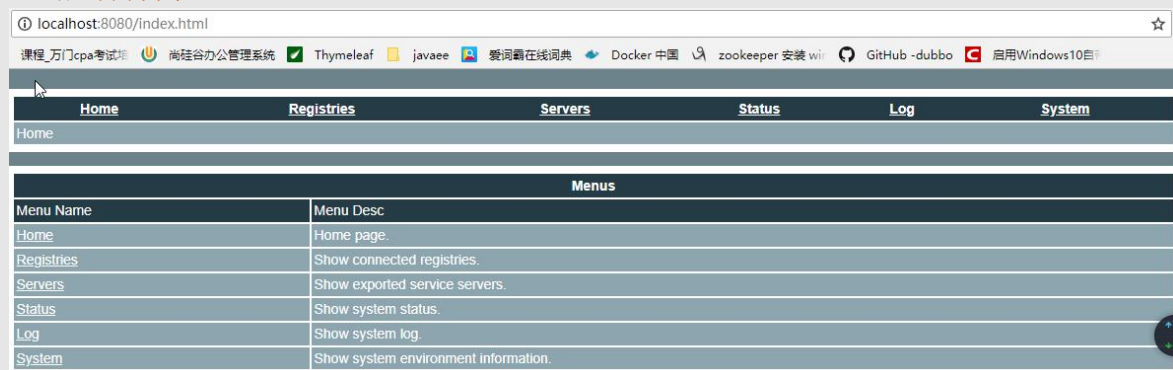 localhost:8080/index.html
课程_万门cpa考试培 尚硅谷办公管理系统 Thymeleaf javaee 爱词霸在线词典 Docker 中国 zookeeper 安装 win GitHub -dubbo 启用Windows10自带
Home Registries Servers Status Log System
Home
Menus
Menu Name Menu Desc
Home Home page.
Registries Show connected registries.
Servers Show exported service servers.
Status Show system status.
Log Show system log.
System Show system environment information.